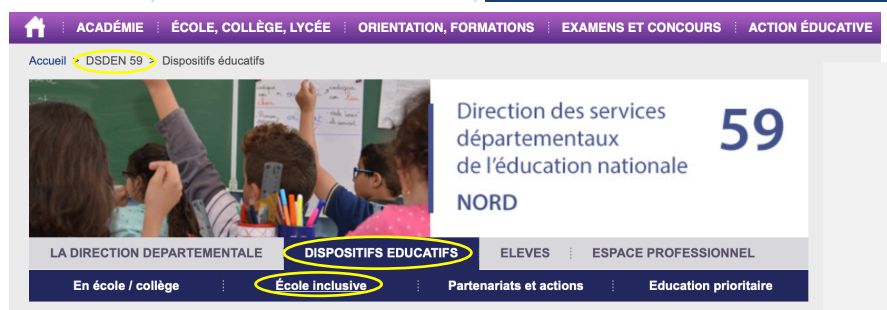 ACADÉMIE ÉCOLE, COLLÈGE, LYCÉE ORIENTATION, FORMATIONS EXAMENS ET CONCOURS ACTION ÉDUCATIVE
Accueil > DSDEN 59 > Dispositifs éducatifs
Direction des services
départementaux
de l'éducation nationale
NORD
59
LA DIRECTION DEPARTEMENTALE DISPOSITIFS EDUCATIFS ELEVES ESPACE PROFESSIONNEL
En école / collège École inclusive Partenariats et actions Education prioritaire